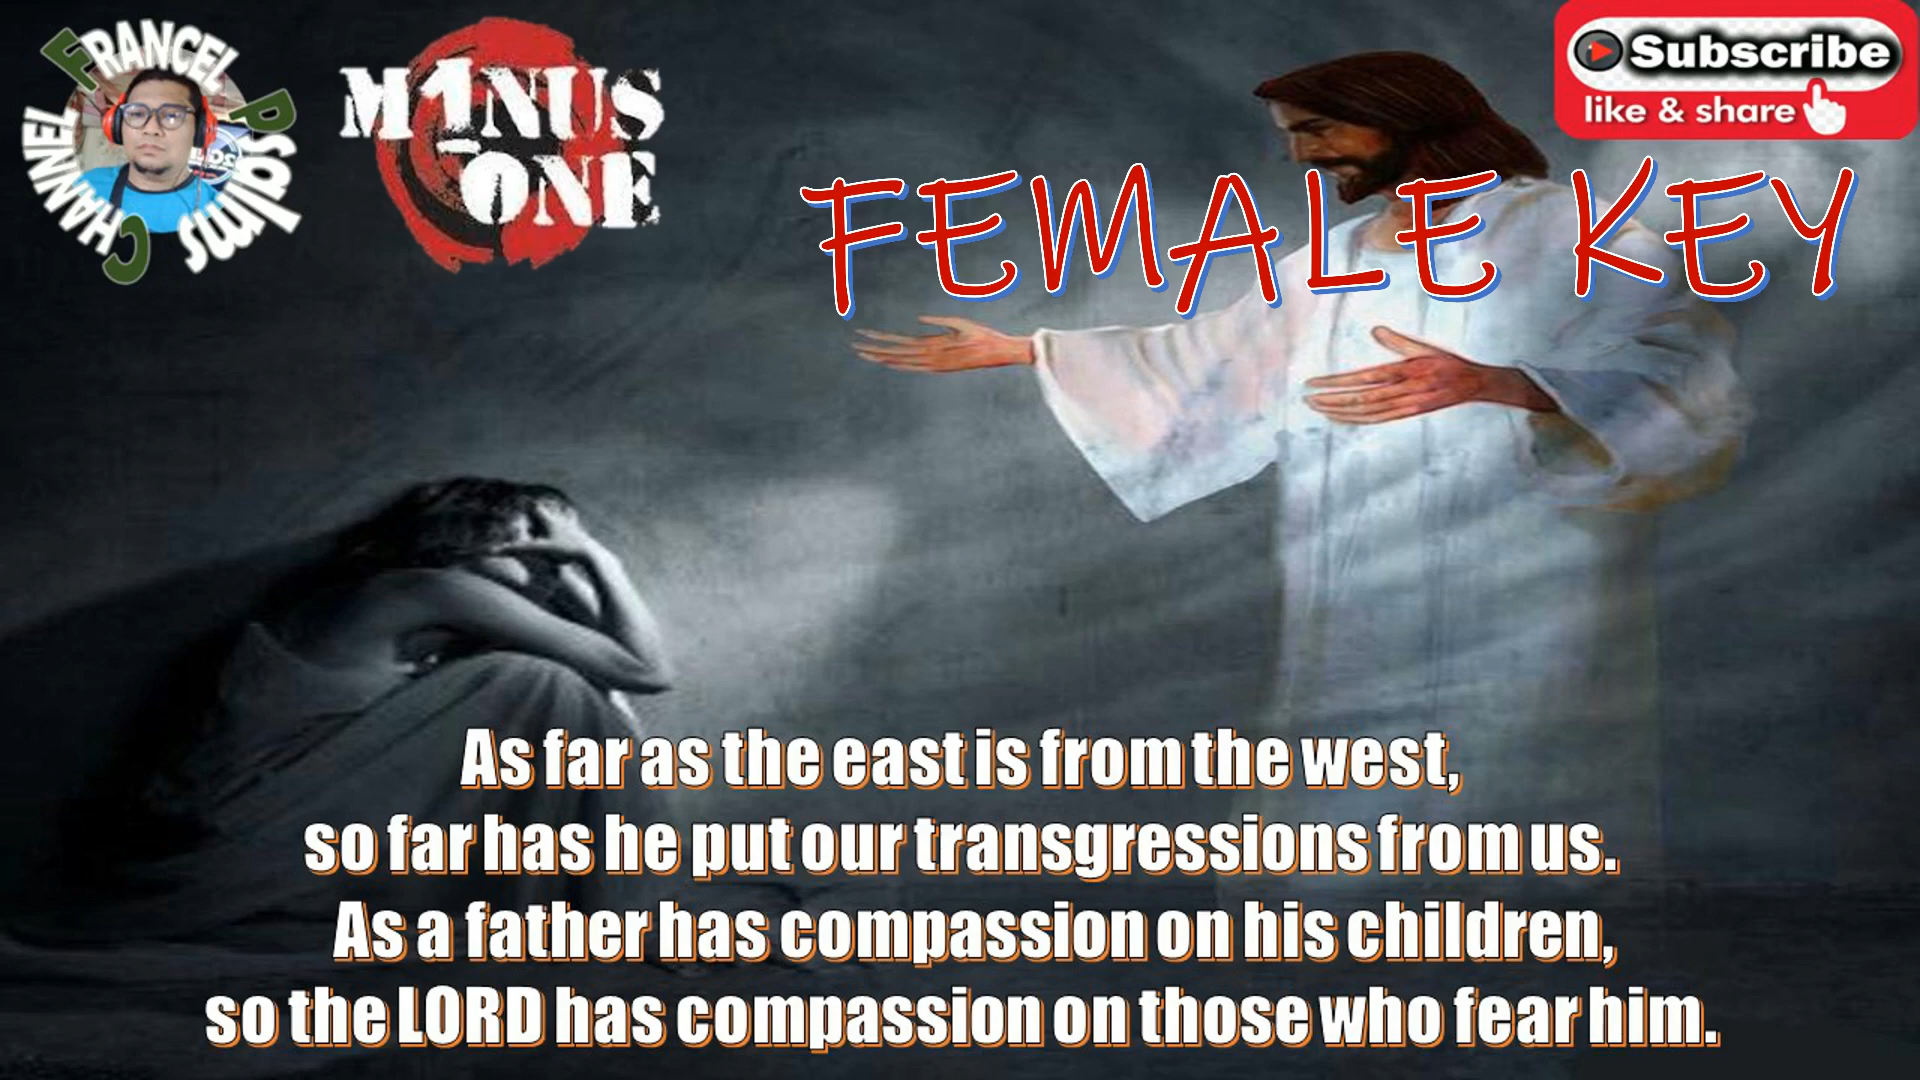 FRANCEL Psalms CHANNEL
M1NUS
ONE
Subscribe
like & share
FEMALE KEY
As far as the east is from the west,
so far has he put our transgressions from us.
As a father has compassion on his children,
so the LORD has compassion on those who fear him.